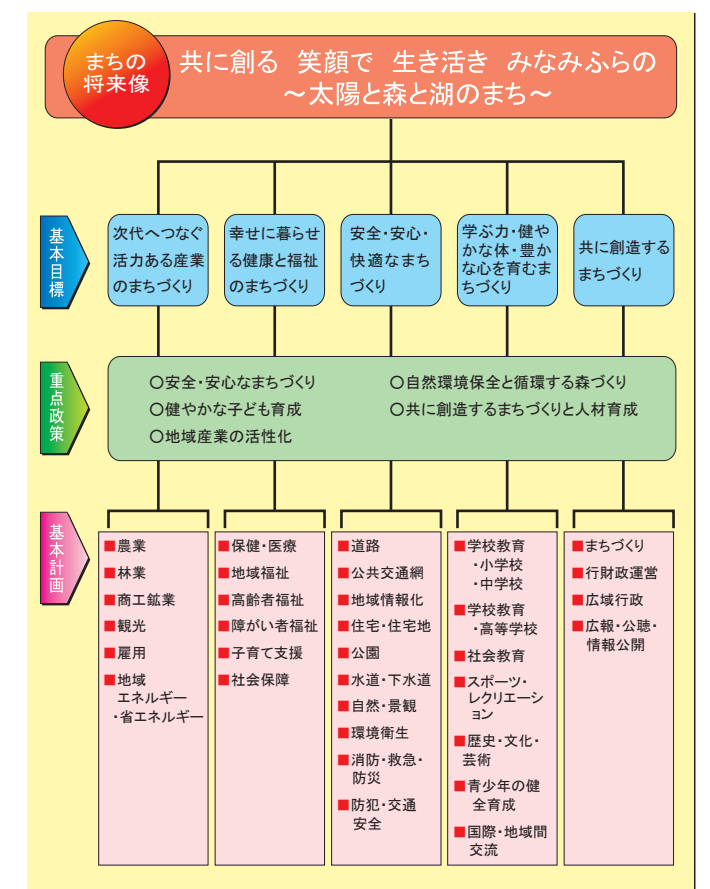 まちの
将来像
共に創る 笑顔で 生き活き みなみふらの
～太陽と森と湖のまち～
基本目標
次代へつなぐ
活力ある産業
のまちづくり
幸せに暮らせ
る健康と福祉
のまちづくり
安全・安心・
快適なまち
づくり
学ぶ力・健や
かな体・豊か
な心を育むま
ちづくり
共に創造する
まちづくり
重点政策
○安全・安心なまちづくり
○健やかな子ども育成
○地域産業の活性化
○自然環境保全と循環する森づくり
○共に創造するまちづくりと人材育成
基本計画
■農業
■林業
■商工鉱業
■観光
■雇用
■地域
エネルギー
・省エネルギー
■保健・医療
■地域福祉
■高齢者福祉
■障がい者福祉
■子育て支援
■社会保障
■道路
■公共交通網
■地域情報化
■住宅・住宅地
■公園
■水道・下水道
■自然・景観
■環境衛生
■消防・救急・
防災
■防犯・交通
安全
■学校教育
・小学校
・中学校
■学校教育
・高等学校
■社会教育
■スポーツ・
レクリエーシ
ョン
■歴史・文化・
芸術
■青少年の健
全育成
■国際・地域間
交流
■まちづくり
■行財政運営
■広域行政
■広報・公聴・
情報公開